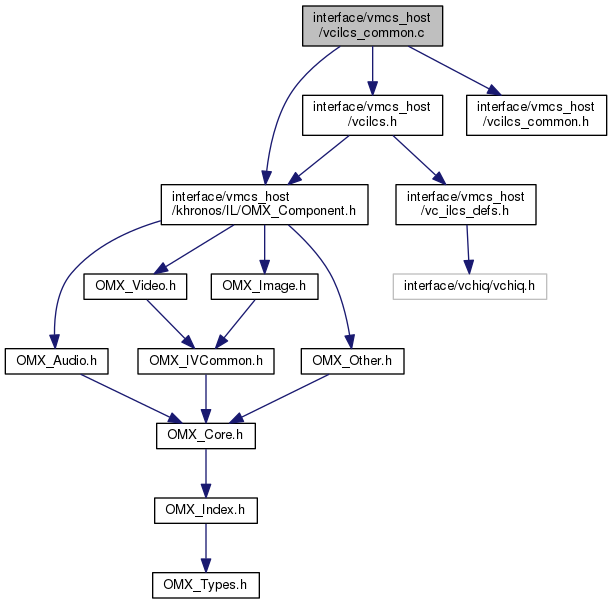 interface/vmcs_host
/vcilcs_common.c
interface/vmcs_host
/vcilcs.h
interface/vmcs_host
/vcilcs_common.h
interface/vmcs_host
/khronos/IL/OMX_Component.h
interface/vmcs_host
/vc_ilcs_defs.h
OMX_Video.h
OMX_Image.h
interface/vchiq/vchiq.h
OMX_Audio.h
OMX_IVCommon.h
OMX_Other.h
OMX_Core.h
OMX_Index.h
OMX_Types.h